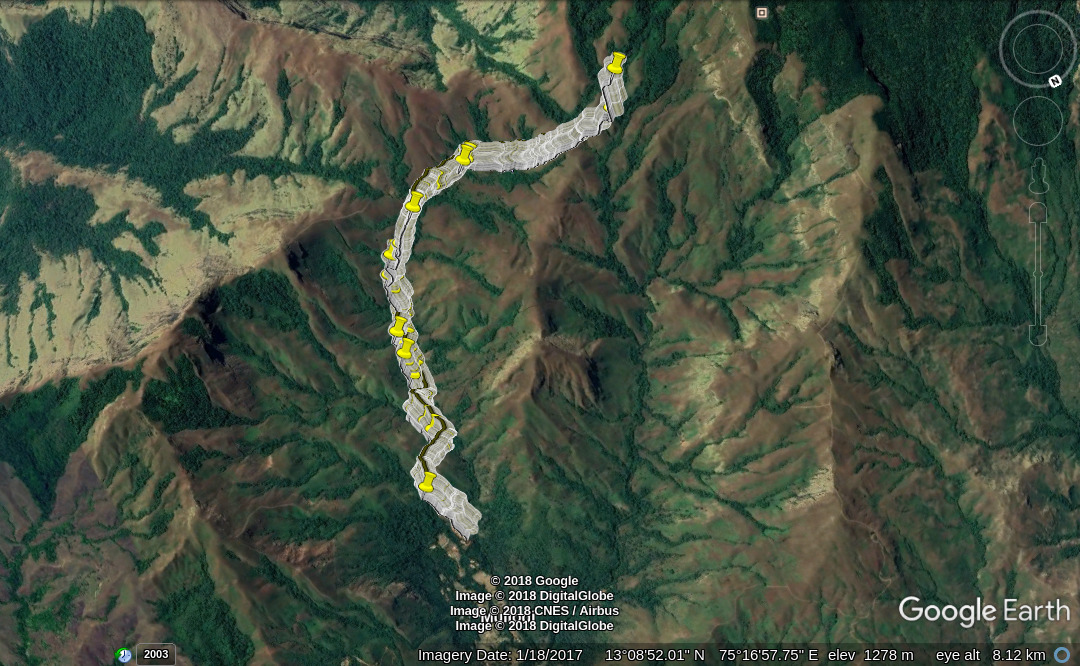 N
© 2018 Google
Image © 2018 DigitalGlobe
Image © 2018 CNES / Airbus
Image © 2018 DigitalGlobe
Google Earth
2003
Imagery Date: 1/18/2017 13°08'52.01" N 75°16'57.75" E elev 1278 m eye alt 8.12 km